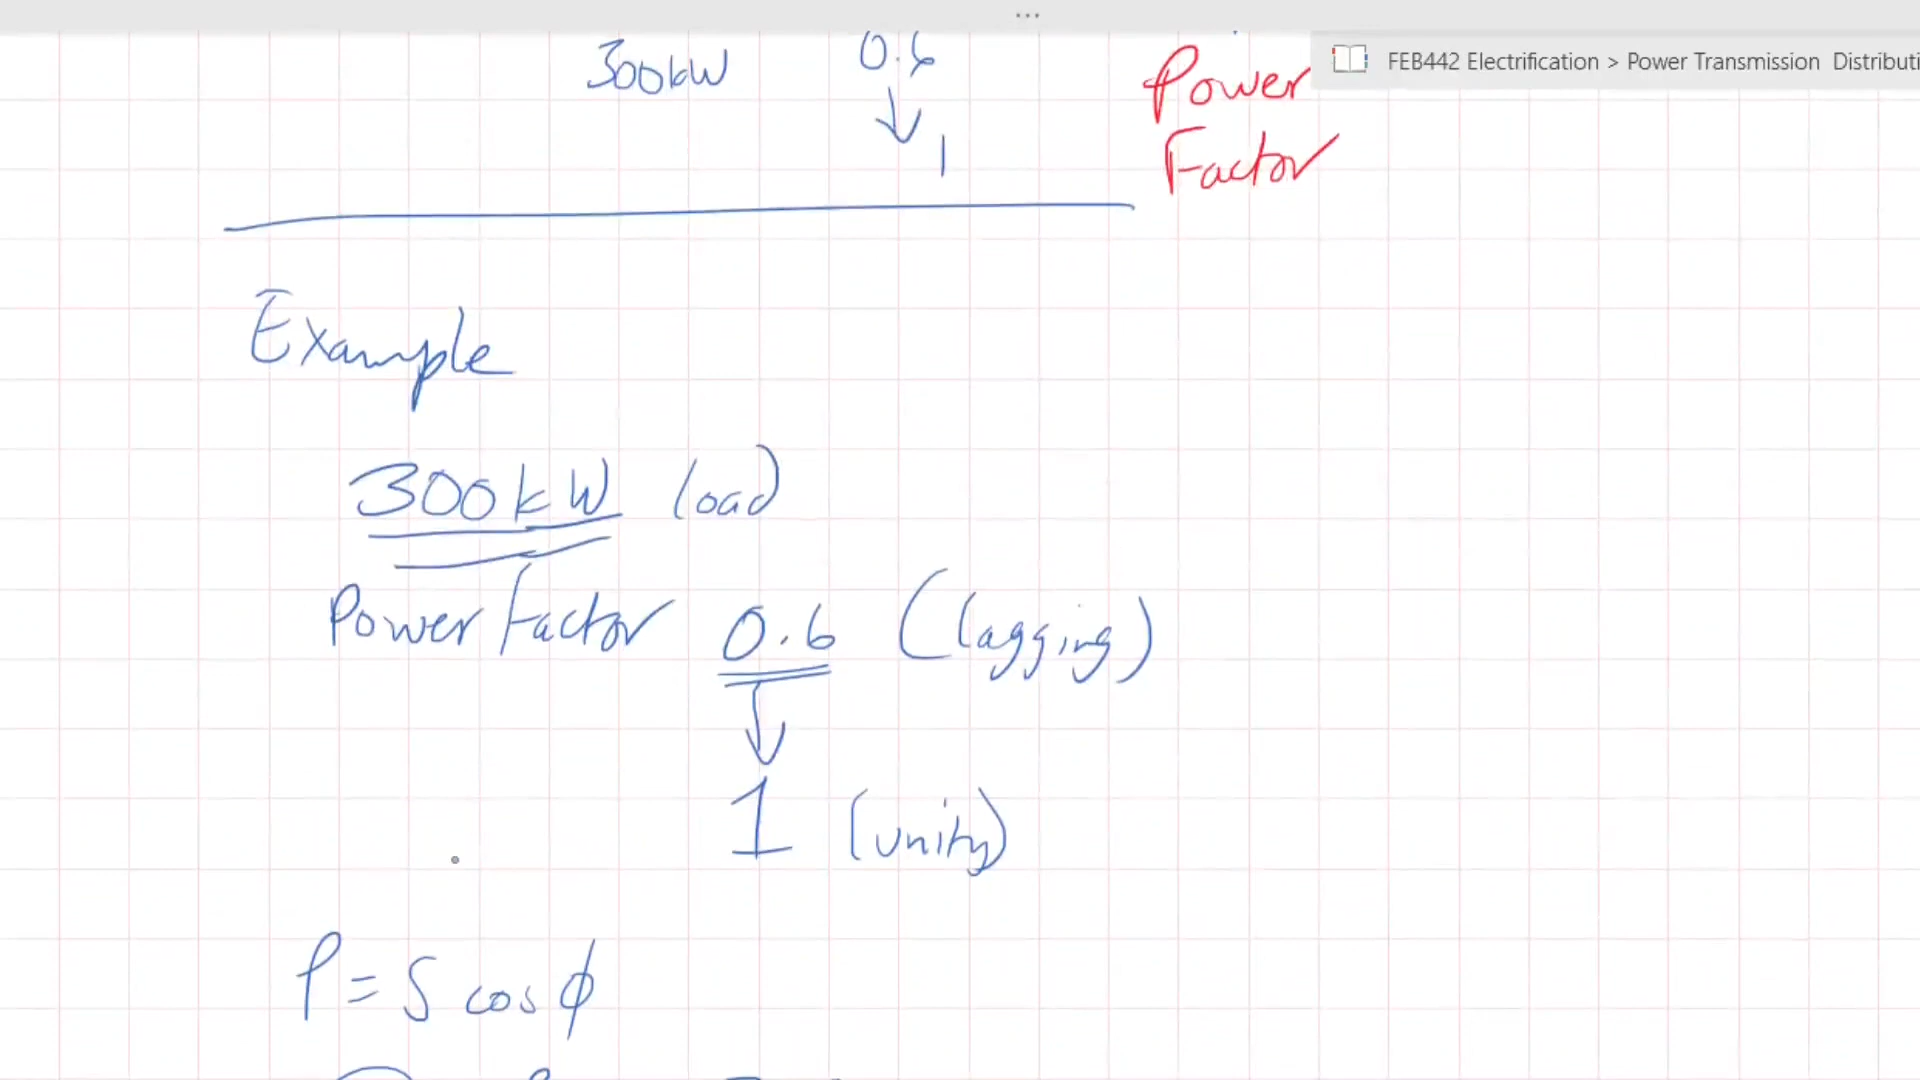 ...
300kW 0.6
Power
FEB442 Electrification > Power Transmission Distributi
↓ 1
Factor
Example
300kW load
Power Factor 0.6 (lagging)
↓
1 (unity)
P = S cos ϕ